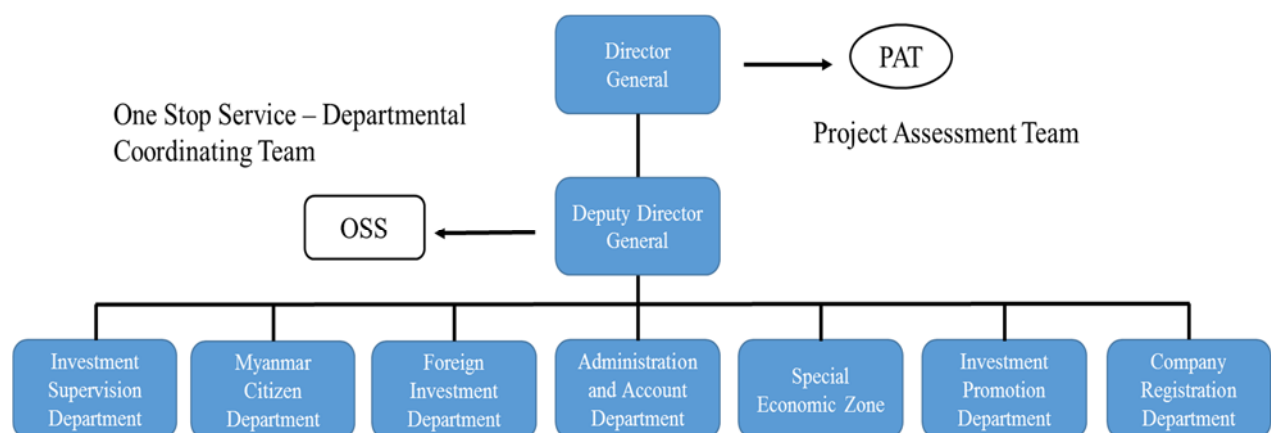 Director
General
PAT
One Stop Service – Departmental
Coordinating Team
Project Assessment Team
OSS
Deputy Director
General
Investment
Supervision
Department
Myanmar
Citizen
Department
Foreign
Investment
Department
Administration
and Account
Department
Special
Economic Zone
Investment
Promotion
Department
Company
Registration
Department